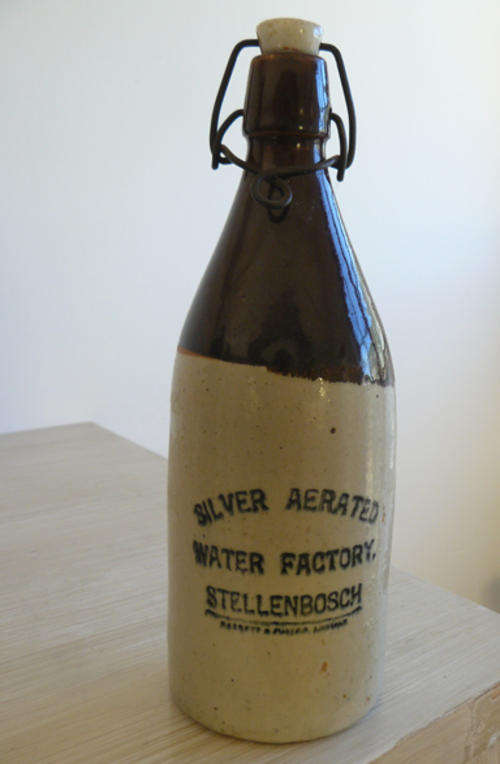 SILVER AERATED
WATER FACTORY.
STELLENBOSCH